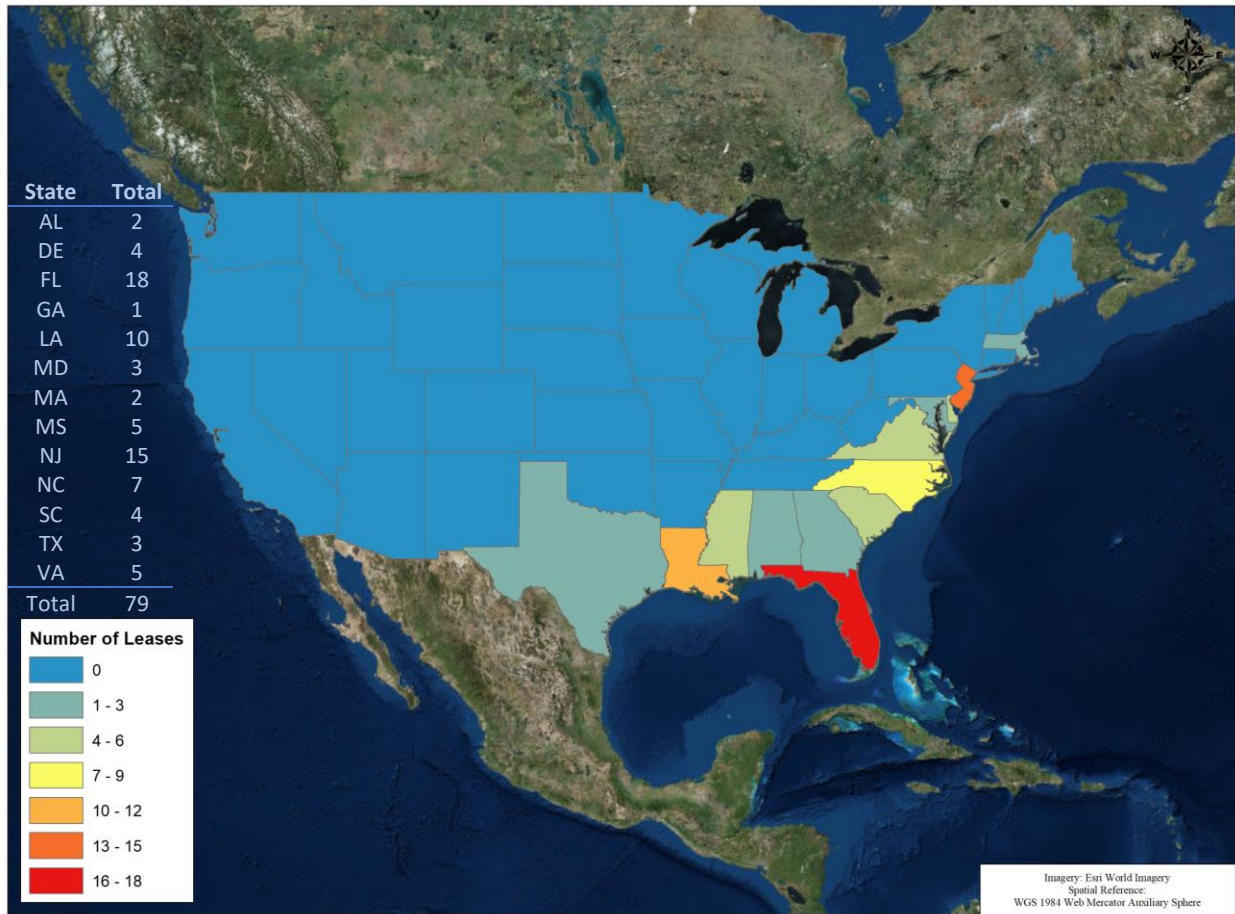 N
W E
S
State Total
AL 2
DE 4
FL 18
GA 1
LA 10
MD 3
MA 2
MS 5
NJ 15
NC 7
SC 4
TX 3
VA 5
Total 79
Number of Leases
0
1 - 3
4 - 6
7 - 9
10 - 12
13 - 15
16 - 18
Imagery: Esri World Imagery
Spatial Reference:
WGS 1984 Web Mercator Auxiliary Sphere